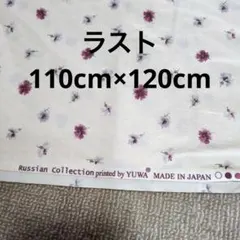 ラスト
110cm×120cm
Russian Collection printed by YUWA® MADE IN JAPAN